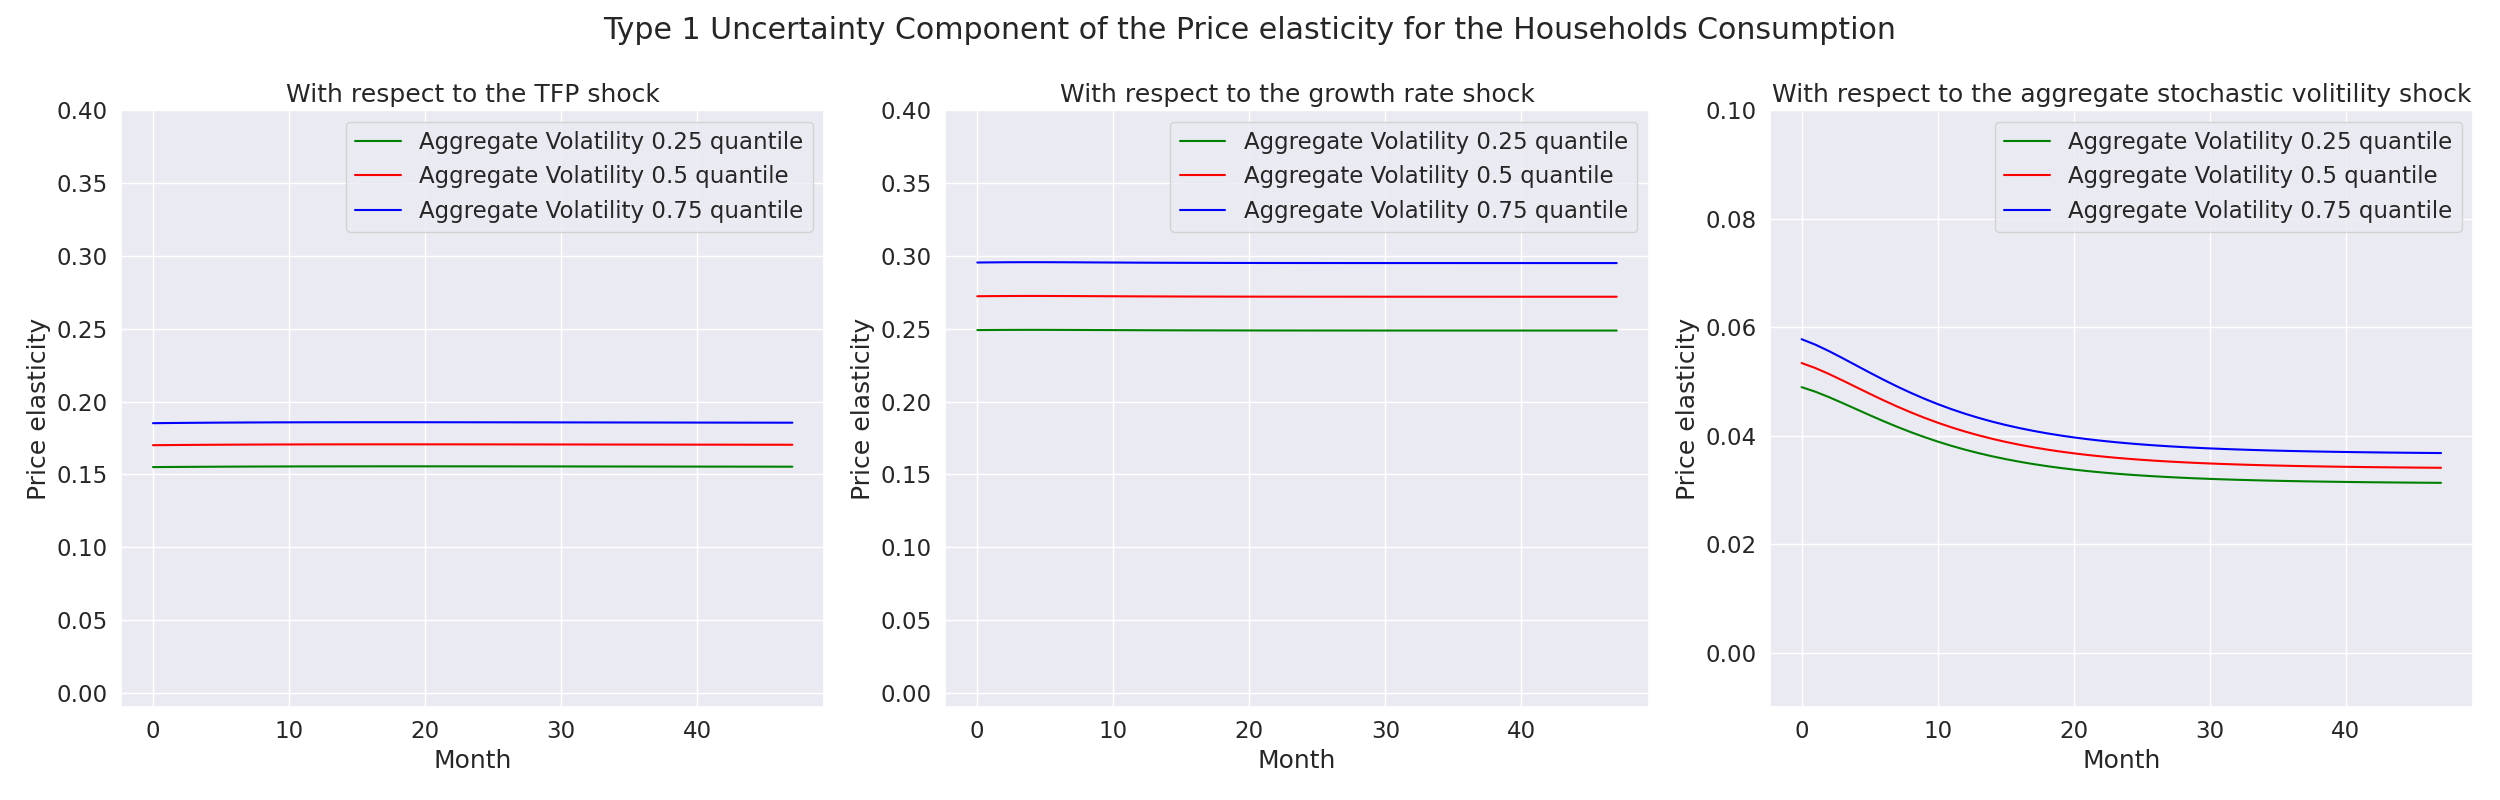 Type 1 Uncertainty Component of the Price elasticity for the Households Consumption
With respect to the TFP shock
0.40
0.35
0.30
0.25
0.20
0.15
0.10
0.05
0.00
Price elasticity
Aggregate Volatility 0.25 quantile
Aggregate Volatility 0.5 quantile
Aggregate Volatility 0.75 quantile
0 10 20 30 40
Month
With respect to the growth rate shock
0.40
0.35
0.30
0.25
0.20
0.15
0.10
0.05
0.00
Price elasticity
Aggregate Volatility 0.25 quantile
Aggregate Volatility 0.5 quantile
Aggregate Volatility 0.75 quantile
0 10 20 30 40
Month
With respect to the aggregate stochastic volitility shock
0.10
0.08
0.06
0.04
0.02
0.00
Price elasticity
Aggregate Volatility 0.25 quantile
Aggregate Volatility 0.5 quantile
Aggregate Volatility 0.75 quantile
0 10 20 30 40
Month